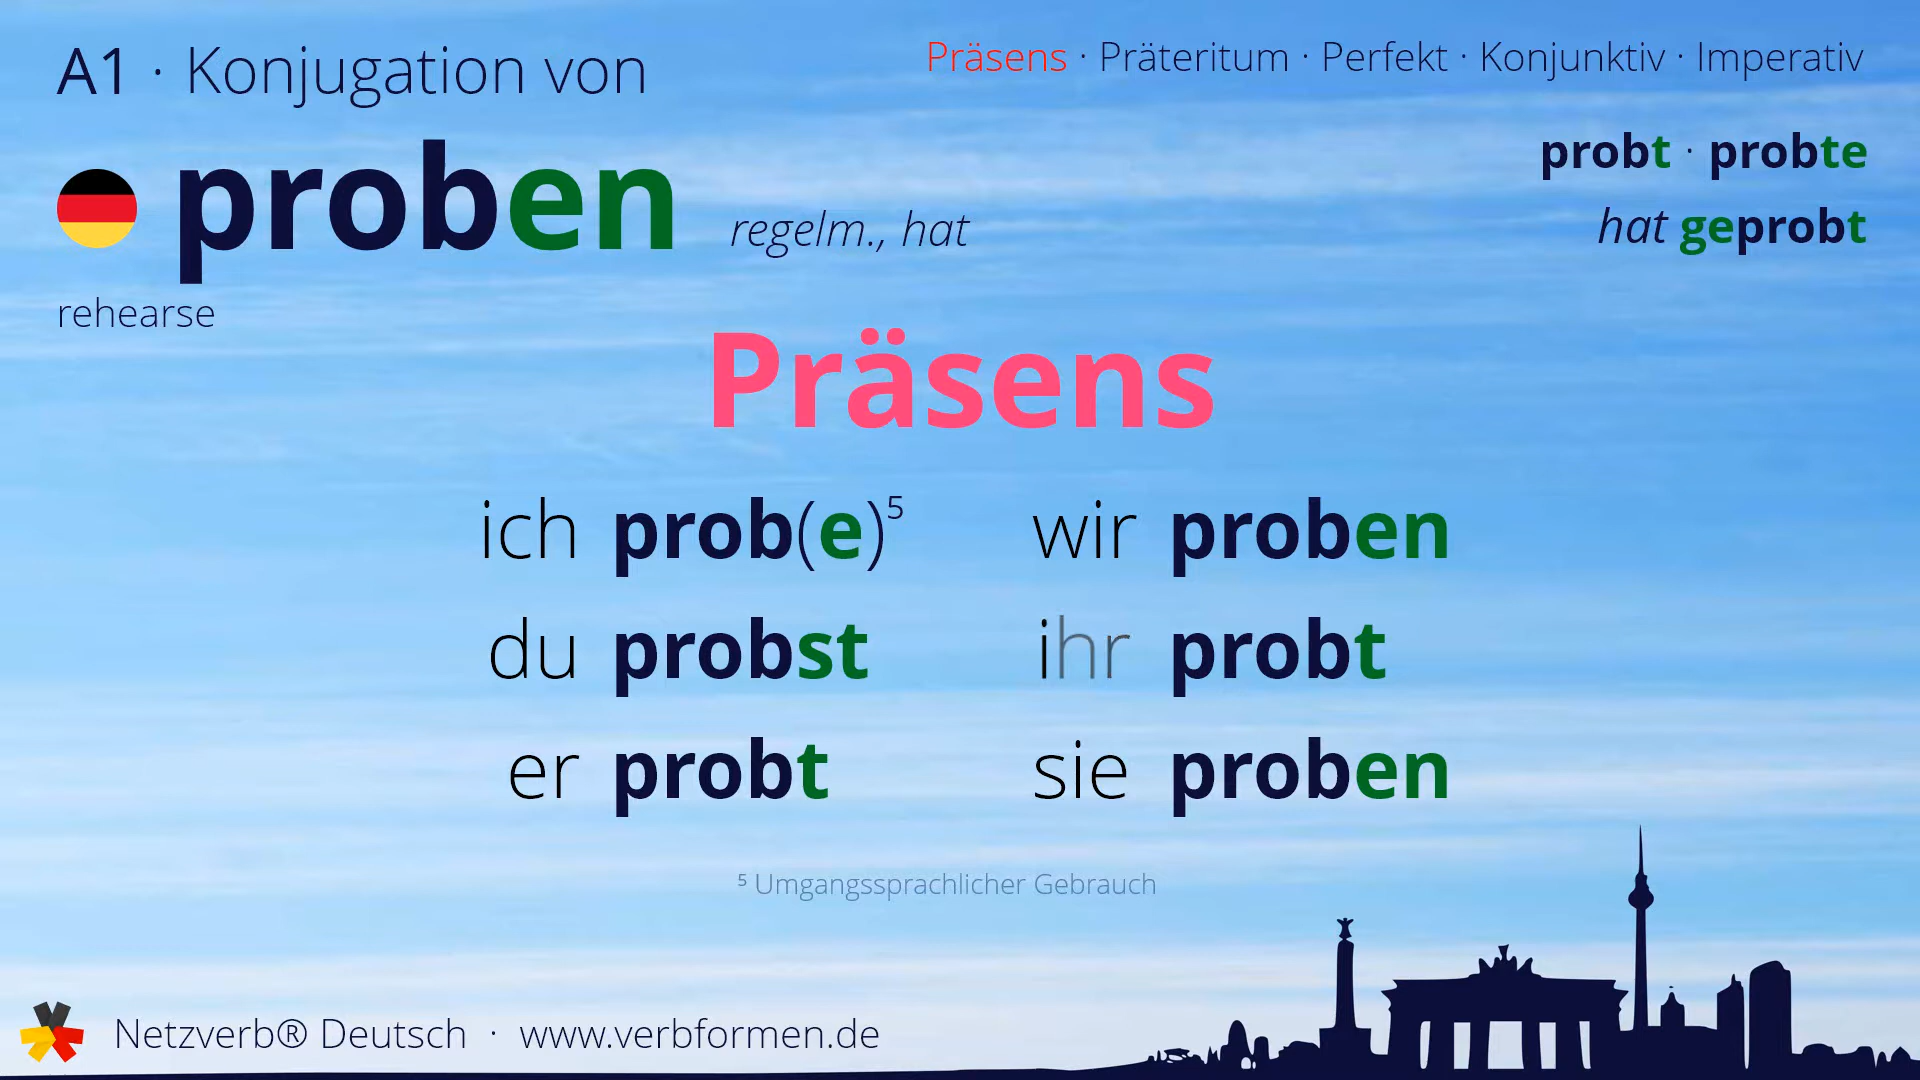 A1 · Konjugation von
Präsens · Präteritum · Perfekt · Konjunktiv · Imperativ
proben regelm., hat
probt · probte
hat geprobt
rehearse
Präsens
ich prob(e)⁵
du probst
er probt
wir proben
ihr probt
sie proben
⁵ Umgangssprachlicher Gebrauch
Netzverb® Deutsch · www.verbformen.de